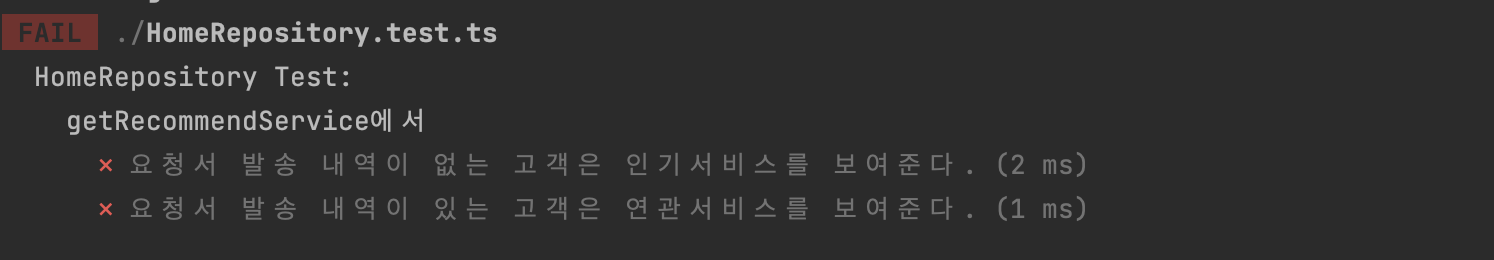 FAIL ./HomeRepository.test.ts
HomeRepository Test:
getRecommendService에서
× 요청서 발송 내역이 없는 고객은 인기서비스를 보여준다. (2 ms)
× 요청서 발송 내역이 있는 고객은 연관서비스를 보여준다. (1 ms)